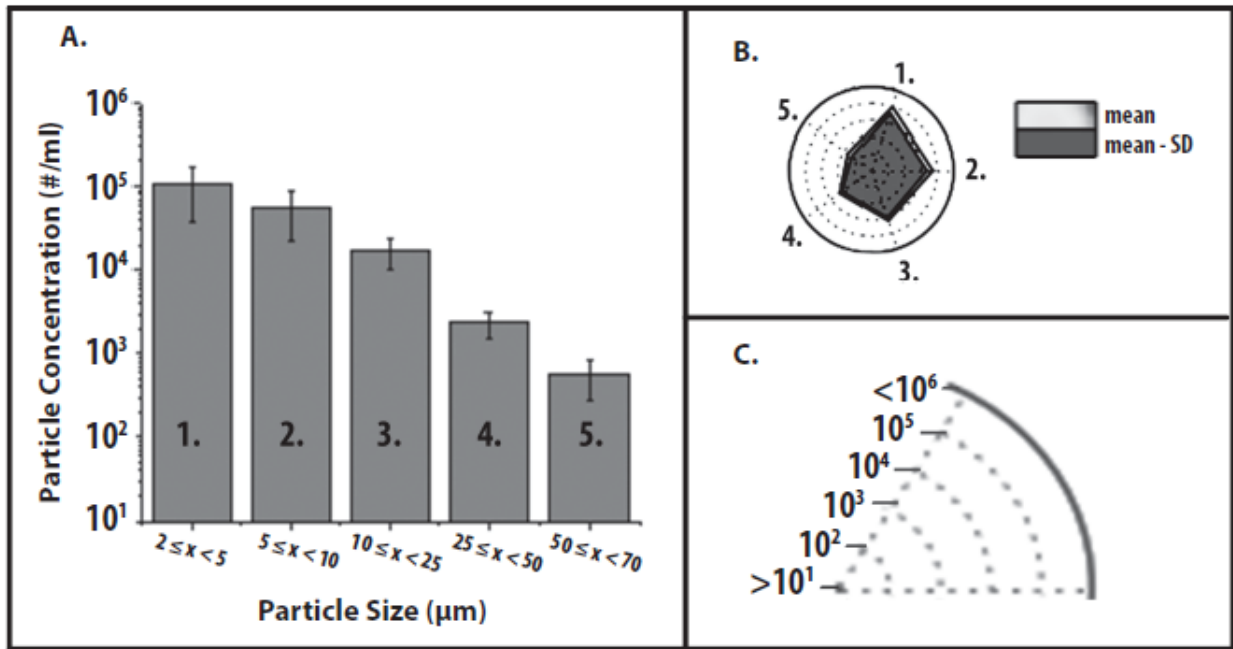 A.
Particle Concentration (#/ml)
10⁶
10⁵
10⁴
10³
10²
10¹
1.
2.
3.
4.
5.
2 ≤ x < 5
5 ≤ x < 10
10 ≤ x < 25
25 ≤ x < 50
50 ≤ x < 70
Particle Size (µm)
B.
1.
2.
3.
4.
5.
mean
mean - SD
C.
<10⁶
10⁵
10⁴
10³
10²
>10¹